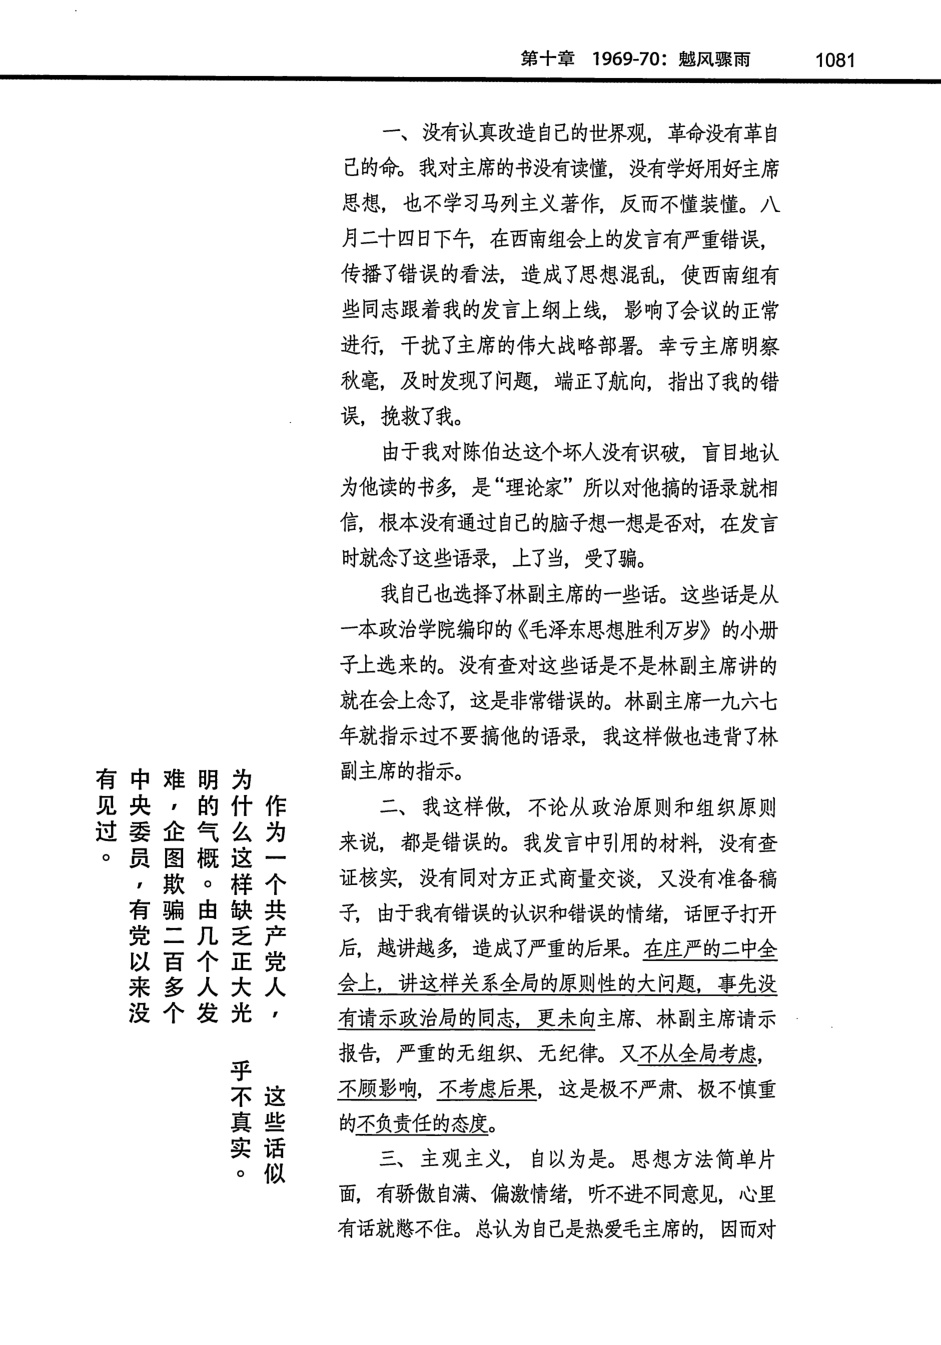 第十章 1969-70：魆风骤雨 1081
一、没有认真改造自己的世界观，革命没有革自
己的命。我对主席的书没有读懂，没有学好用好主席
思想，也不学习马列主义著作，反而不懂装懂。八
月二十四日下午，在西南组会上的发言有严重错误，
传播了错误的看法，造成了思想混乱，使西南组有
些同志跟着我的发言上纲上线，影响了会议的正常
进行，干扰了主席的伟大战略部署。幸亏主席明察
秋毫，及时发现了问题，端正了航向，指出了我的错
误，挽救了我。
由于我对陈伯达这个坏人没有识破，盲目地认
为他读的书多，是“理论家”所以对他搞的语录就相
信，根本没有通过自己的脑子想一想是否对，在发言
时就念了这些语录，上了当，受了骗。
我自己也选择了林副主席的一些话。这些话是从
一本政治学院编印的《毛泽东思想胜利万岁》的小册
子上选来的。没有查对这些话是不是林副主席讲的
就在会上念了，这是非常错误的。林副主席一九六七
年就指示过不要搞他的语录，我这样做也违背了林
副主席的指示。
二、我这样做，不论从政治原则和组织原则
来说，都是错误的。我发言中引用的材料，没有查
证核实，没有同对方正式商量交谈，又没有准备稿
子，由于我有错误的认识和错误的情绪，话匣子打开
后，越讲越多，造成了严重的后果。在庄严的二中全
会上，讲这样关系全局的原则性的大问题，事先没
有请示政治局的同志，更未向主席、林副主席请示
报告，严重的无组织、无纪律。又不从全局考虑，
不顾影响，不考虑后果，这是极不严肃、极不慎重
的不负责任的态度。
三、主观主义，自以为是。思想方法简单片
面，有骄傲自满、偏激情绪，听不进不同意见，心里
有话就憋不住。总认为自己是热爱毛主席的，因而对
作为一个共产党人，
为什么这样缺乏正大光
明的气概。由几个人发
难，企图欺骗二百多个
中央委员，有党以来没
有见过。
这些话似
乎不真实。